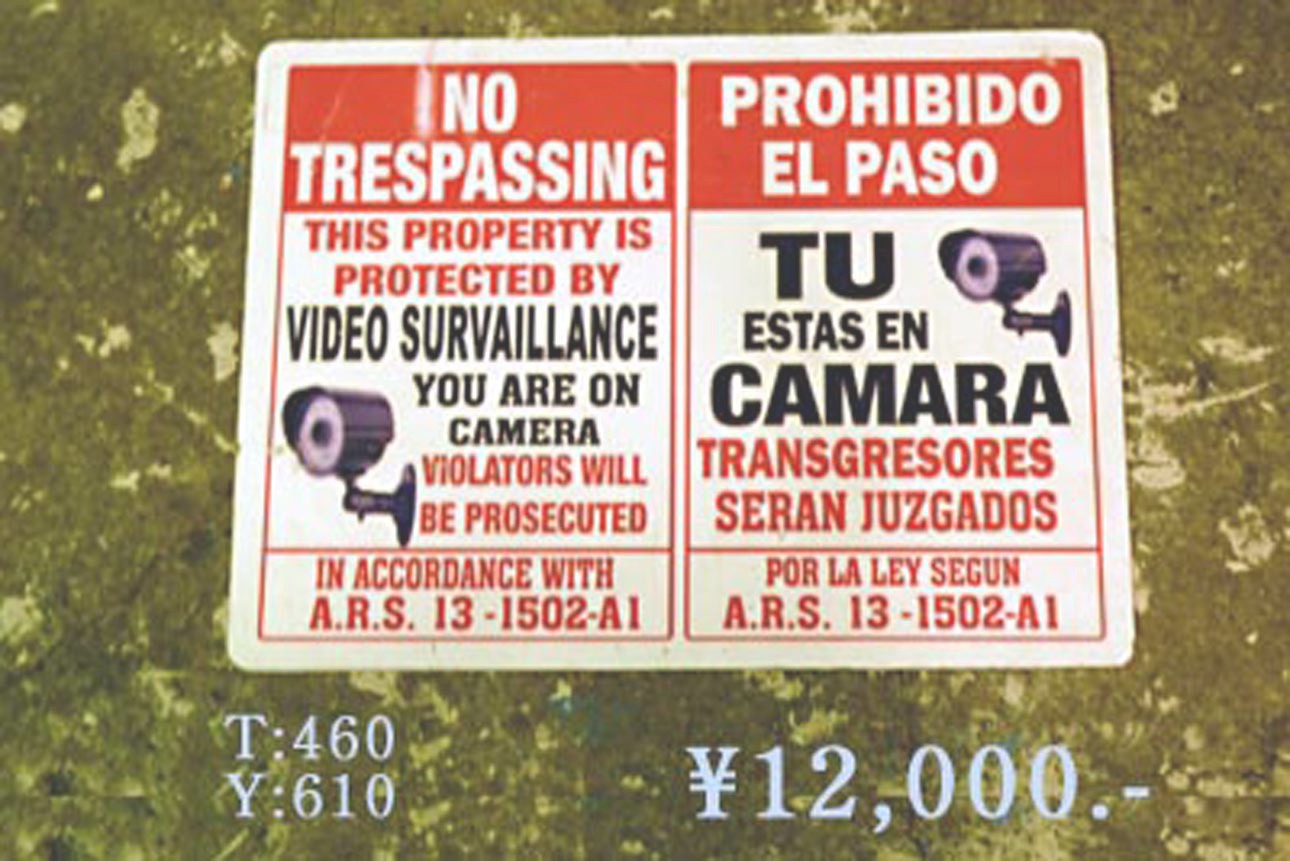 NO
TRESPASSING
THIS PROPERTY IS
PROTECTED BY
VIDEO SURVAILLANCE
YOU ARE ON
CAMERA
ViOLATORS WILL
BE PROSECUTED
IN ACCORDANCE WITH
A.R.S. 13 -1502-A1
PROHIBIDO
EL PASO
TU
ESTAS EN
CAMARA
TRANSGRESORES
SERAN JUZGADOS
POR LA LEY SEGUN
A.R.S. 13 -1502-A1
T:460
Y:610
¥12,000.-